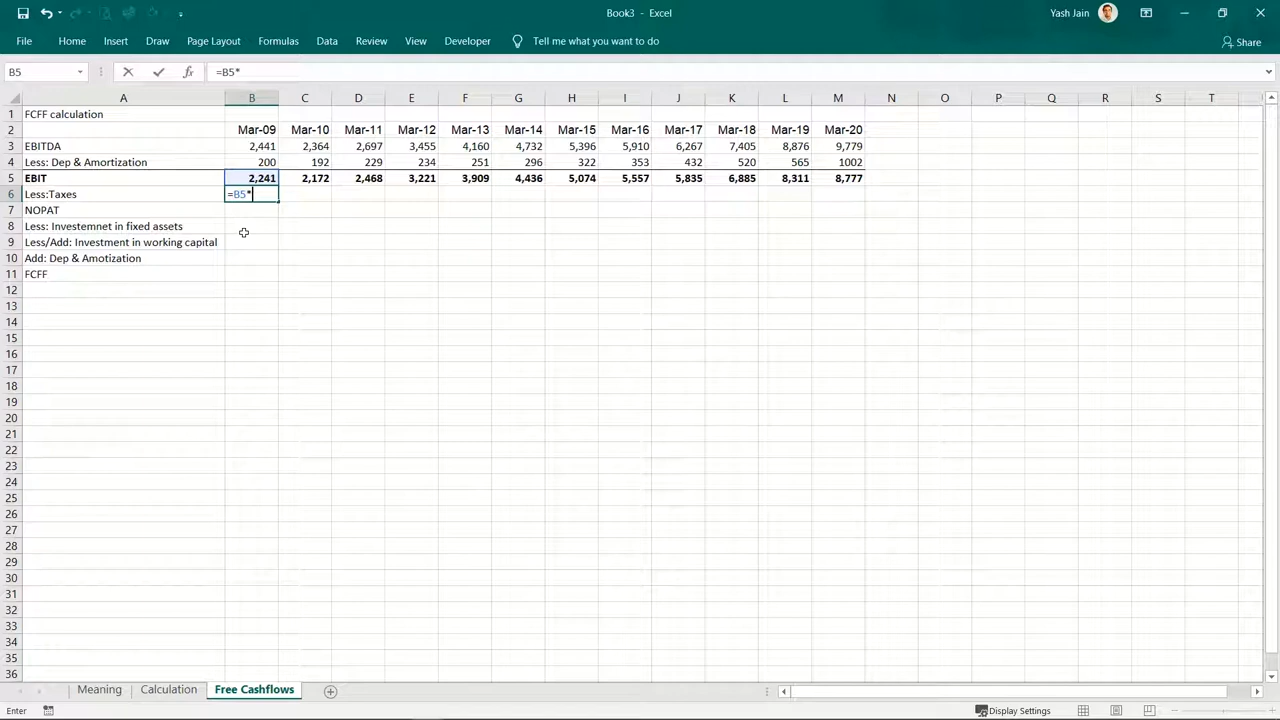 Book3 - Excel
Yash Jain
File Home Insert Draw Page Layout Formulas Data Review View Developer Tell me what you want to do Share
B5 fx =B5*
A B C D E F G H I J K L M N O P Q R S T
1 FCFF calculation
2 Mar-09 Mar-10 Mar-11 Mar-12 Mar-13 Mar-14 Mar-15 Mar-16 Mar-17 Mar-18 Mar-19 Mar-20
3 EBITDA 2,441 2,364 2,697 3,455 4,160 4,732 5,396 5,910 6,267 7,405 8,876 9,779
4 Less: Dep & Amortization 200 192 229 234 251 296 322 353 432 520 565 1002
5 EBIT 2,241 2,172 2,468 3,221 3,909 4,436 5,074 5,557 5,835 6,885 8,311 8,777
6 Less:Taxes =B5*
7 NOPAT
8 Less: Investemnet in fixed assets
9 Less/Add: Investment in working capital
10 Add: Dep & Amotization
11 FCFF
12
13
14
15
16
17
18
19
20
21
22
23
24
25
26
27
28
29
30
31
32
33
34
35
36
Meaning Calculation Free Cashflows
Enter Display Settings